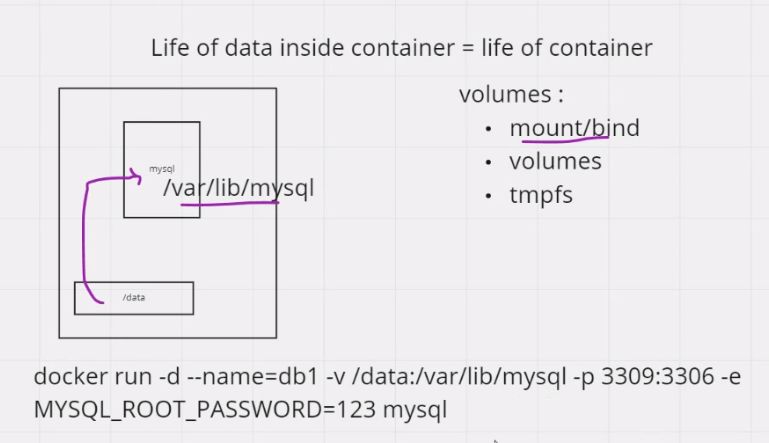 Life of data inside container = life of container
volumes :
• mount/bind
• volumes
• tmpfs
mysql
/var/lib/mysql
/data
docker run -d --name=db1 -v /data:/var/lib/mysql -p 3309:3306 -e
MYSQL_ROOT_PASSWORD=123 mysql